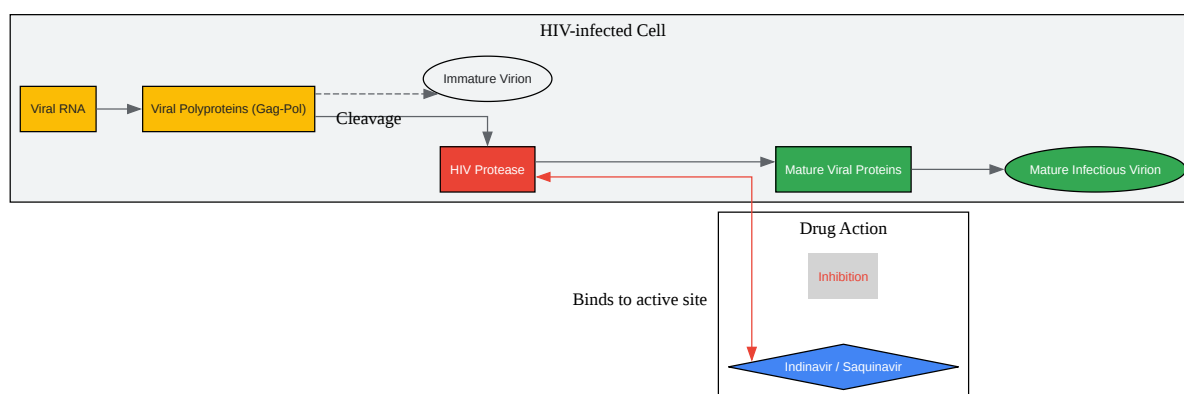 HIV-infected Cell
Immature Virion
Viral RNA
Viral Polyproteins (Gag-Pol)
Cleavage
HIV Protease
Mature Viral Proteins
Mature Infectious Virion
Drug Action
Inhibition
Binds to active site
Indinavir / Saquinavir